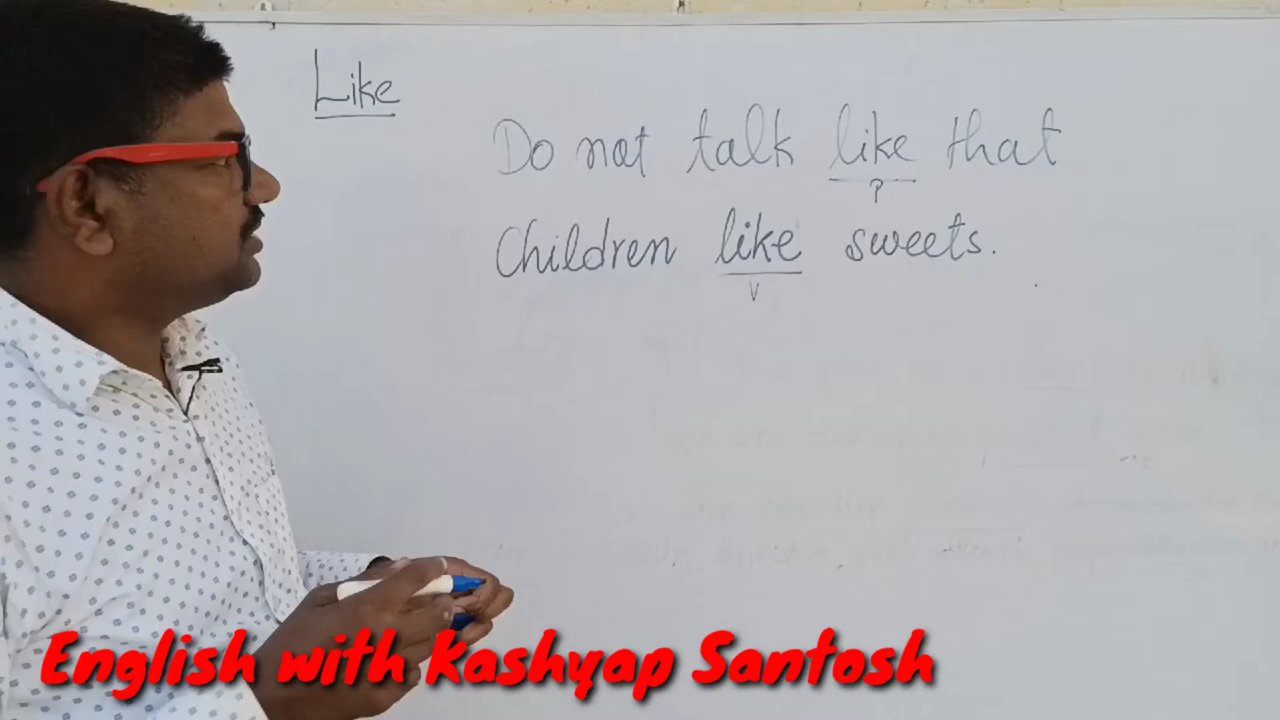 Like
Do not talk like that
P
Children like sweets.
V
English with Kashyap Santosh